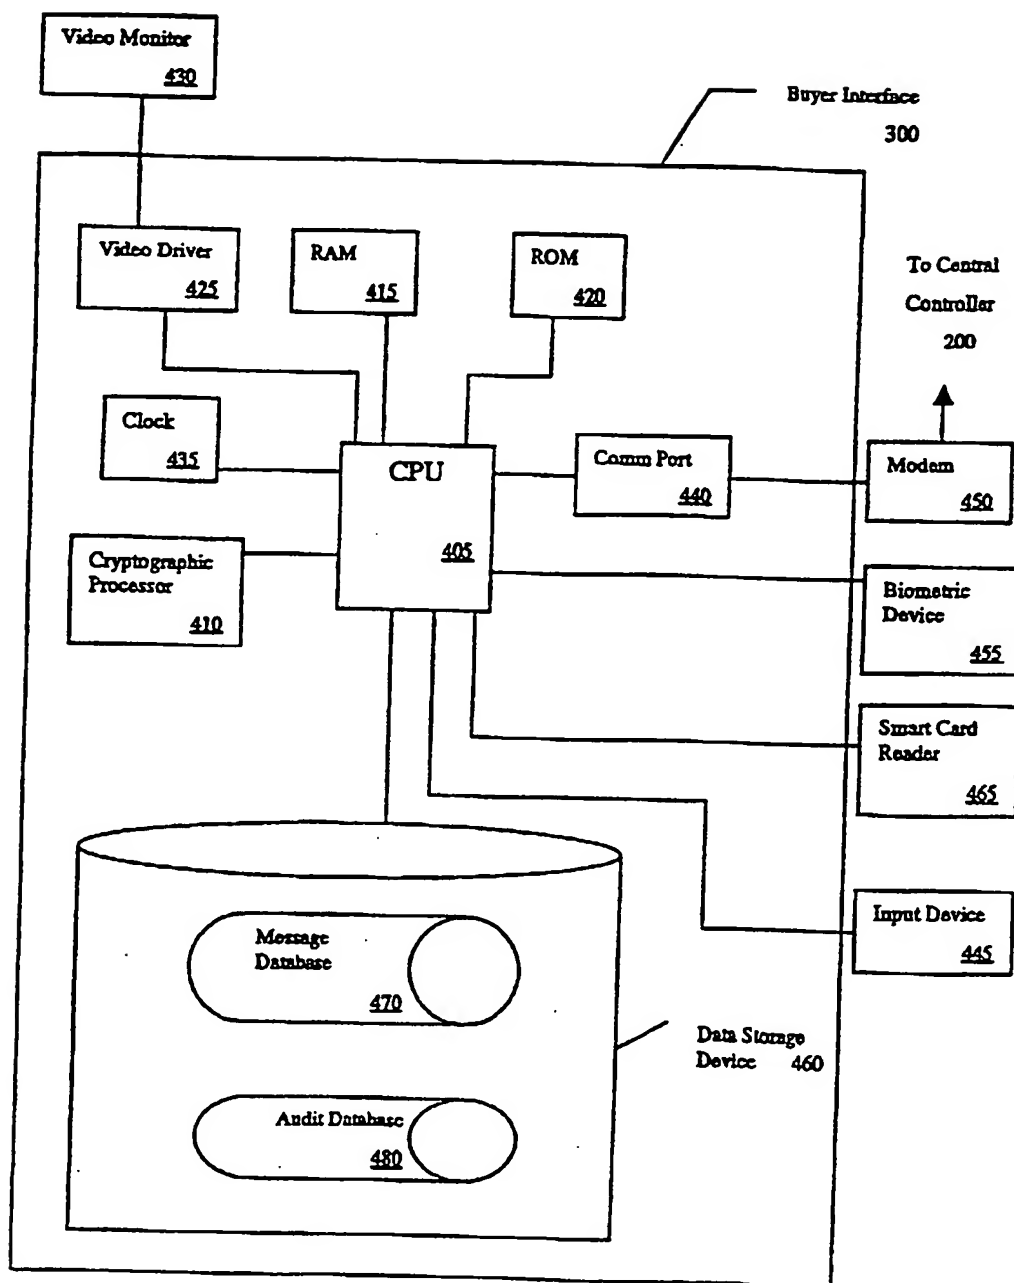 Video Monitor
430
Buyer Interface
300
Video Driver
425
RAM
415
ROM
420
To Central
Controller
200
Clock
435
CPU
405
Comm Port
440
Modem
450
Cryptographic
Processor
410
Biometric
Device
455
Smart Card
Reader
465
Input Device
445
Message
Database
470
Data Storage
Device 460
Audit Database
480